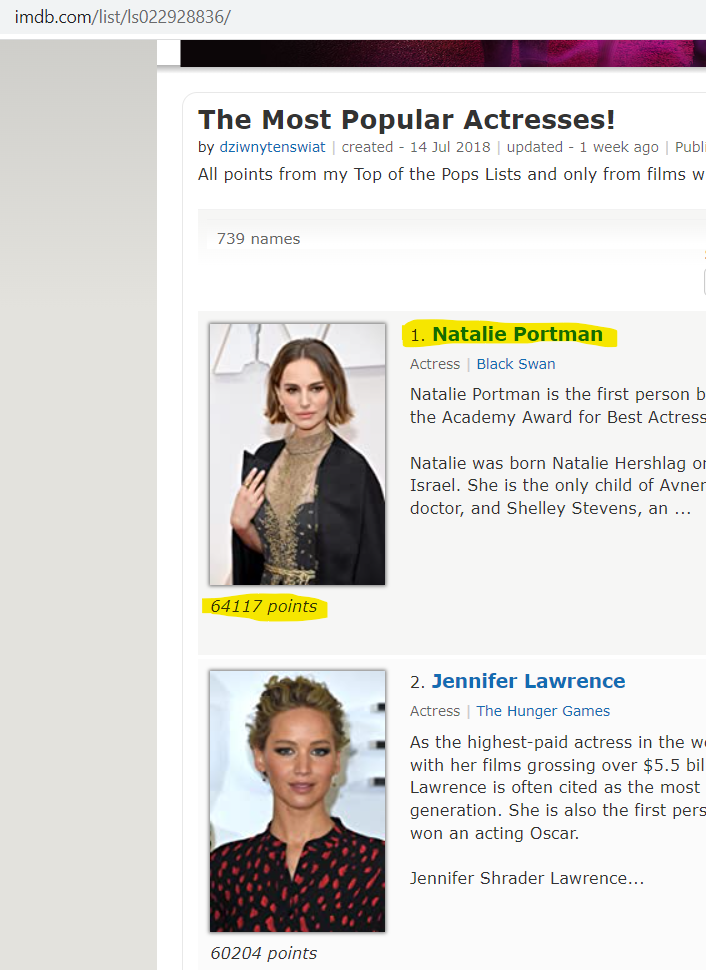 imdb.com/list/ls022928836/
The Most Popular Actresses!
by dziwnytenswiat | created - 14 Jul 2018 | updated - 1 week ago | Publi
All points from my Top of the Pops Lists and only from films w
739 names
1. Natalie Portman
Actress | Black Swan
Natalie Portman is the first person b
the Academy Award for Best Actress
Natalie was born Natalie Hershlag or
Israel. She is the only child of Avner
doctor, and Shelley Stevens, an ...
64117 points
2. Jennifer Lawrence
Actress | The Hunger Games
As the highest-paid actress in the wo
with her films grossing over $5.5 bil
Lawrence is often cited as the most
generation. She is also the first pers
won an acting Oscar.
Jennifer Shrader Lawrence...
60204 points